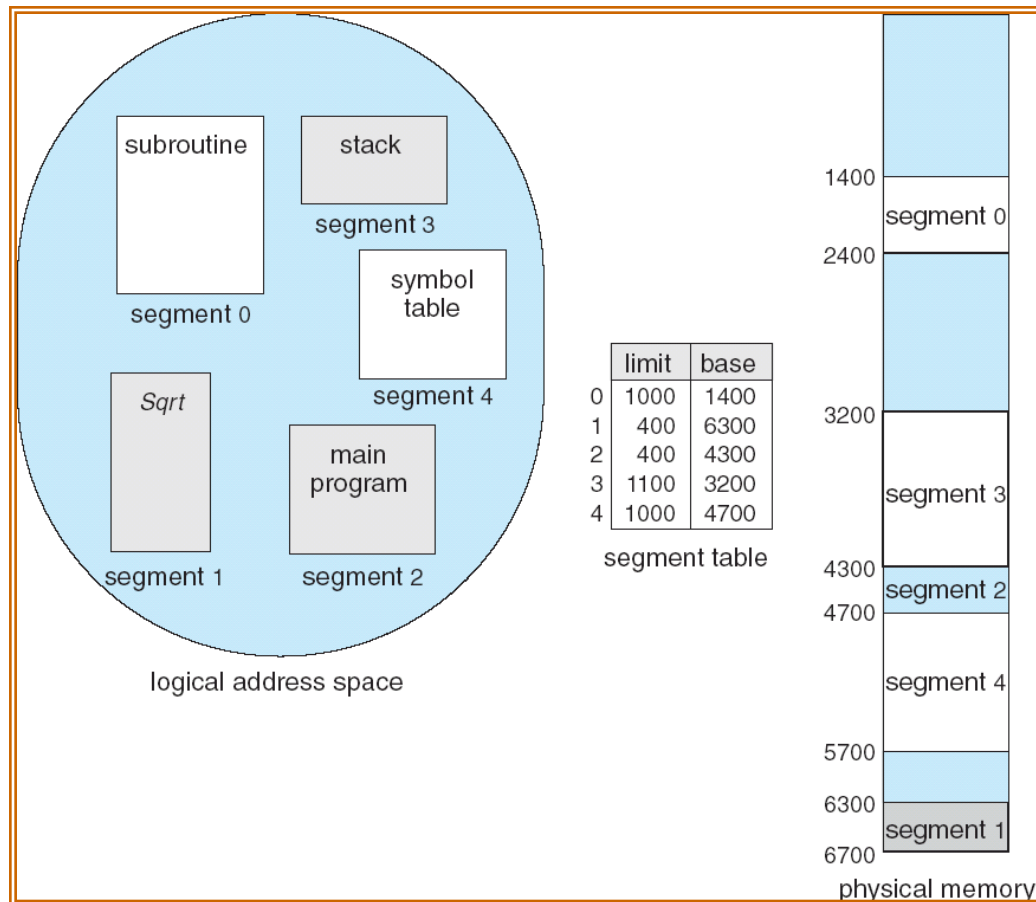 subroutine
segment 0
stack
segment 3
symbol
table
segment 4
Sqrt
segment 1
main
program
segment 2
logical address space
limit base
0 1000 1400
1 400 6300
2 400 4300
3 1100 3200
4 1000 4700
segment table
1400
segment 0
2400
3200
segment 3
4300
segment 2
4700
segment 4
5700
6300
segment 1
6700
physical memory